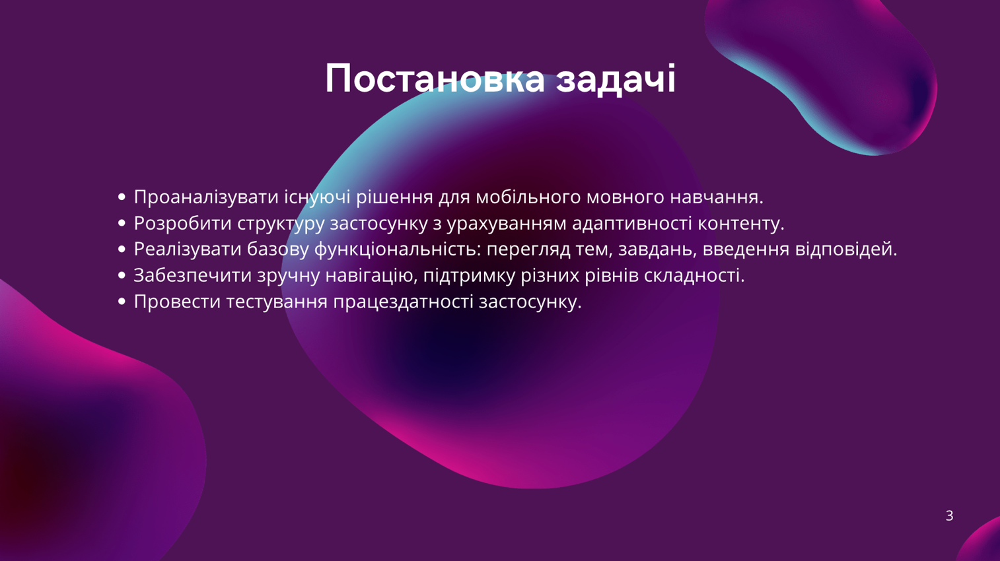 Постановка задачі
• Проаналізувати існуючі рішення для мобільного мовного навчання.
• Розробити структуру застосунку з урахуванням адаптивності контенту.
• Реалізувати базову функціональність: перегляд тем, завдань, введення відповідей.
• Забезпечити зручну навігацію, підтримку різних рівнів складності.
• Провести тестування працездатності застосунку.
3